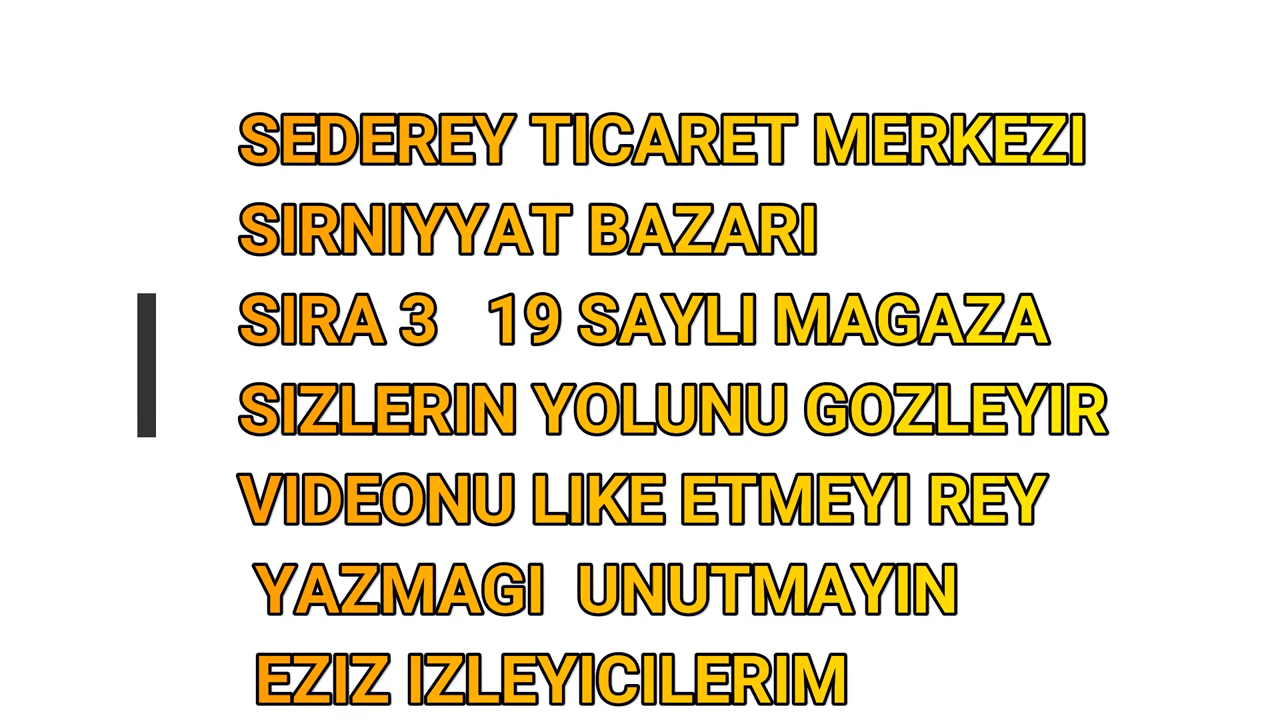 SEDEREY TICARET MERKEZI
SIRNIYYAT BAZARI
SIRA 3 19 SAYLI MAGAZA
SIZLERIN YOLUNU GOZLEYIR
VIDEONU LIKE ETMEYI REY
YAZMAGI UNUTMAYIN
EZIZ IZLEYICILERIM